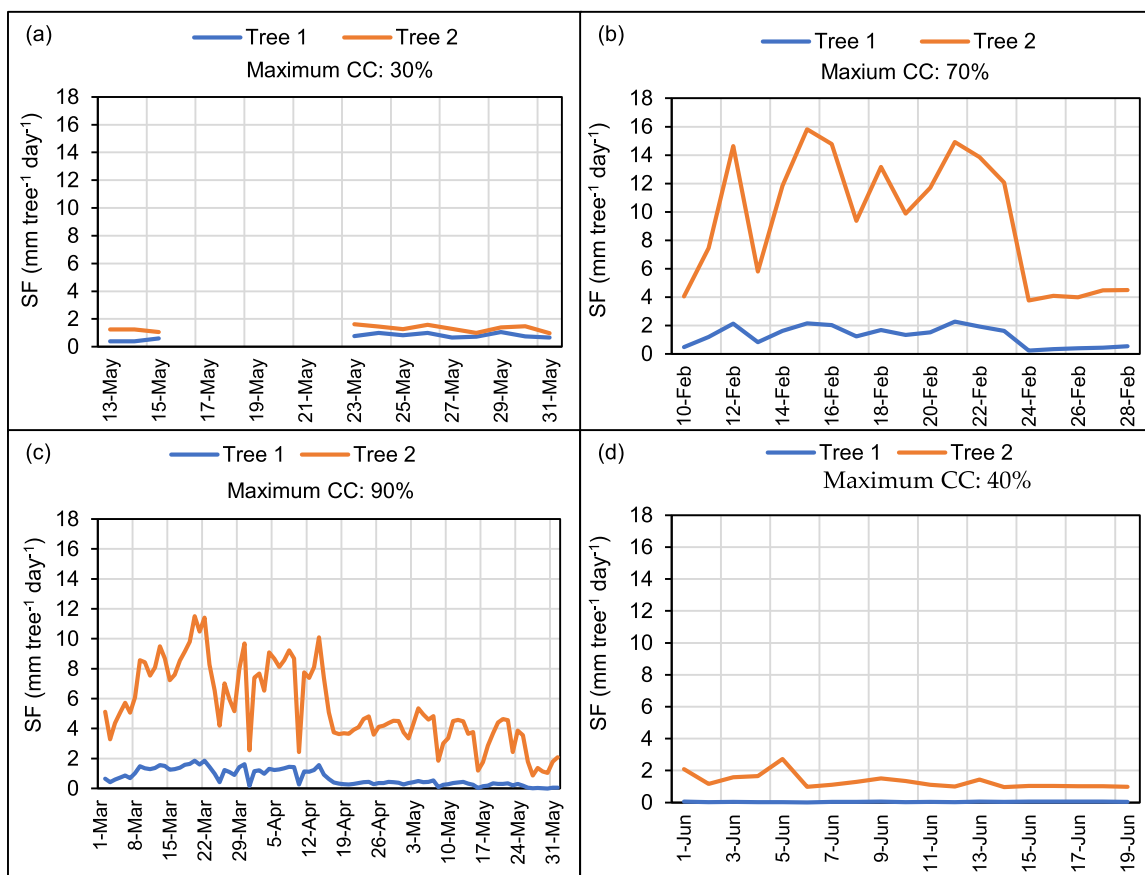 (a)
Tree 1 Tree 2
Maximum CC: 30%
SF (mm tree⁻¹ day⁻¹)
18
16
14
12
10
8
6
4
2
0
13-May 15-May 17-May 19-May 21-May 23-May 25-May 27-May 29-May 31-May
(b)
Tree 1 Tree 2
Maxium CC: 70%
SF (mm tree⁻¹ day⁻¹)
18
16
14
12
10
8
6
4
2
0
10-Feb 12-Feb 14-Feb 16-Feb 18-Feb 20-Feb 22-Feb 24-Feb 26-Feb 28-Feb
(c)
Tree 1 Tree 2
Maximum CC: 90%
SF (mm tree⁻¹ day⁻¹)
18
16
14
12
10
8
6
4
2
0
1-Mar 8-Mar 15-Mar 22-Mar 29-Mar 5-Apr 12-Apr 19-Apr 26-Apr 3-May 10-May 17-May 24-May 31-May
(d)
Tree 1 Tree 2
Maximum CC: 40%
SF (mm tree⁻¹ day⁻¹)
18
16
14
12
10
8
6
4
2
0
1-Jun 3-Jun 5-Jun 7-Jun 9-Jun 11-Jun 13-Jun 15-Jun 17-Jun 19-Jun